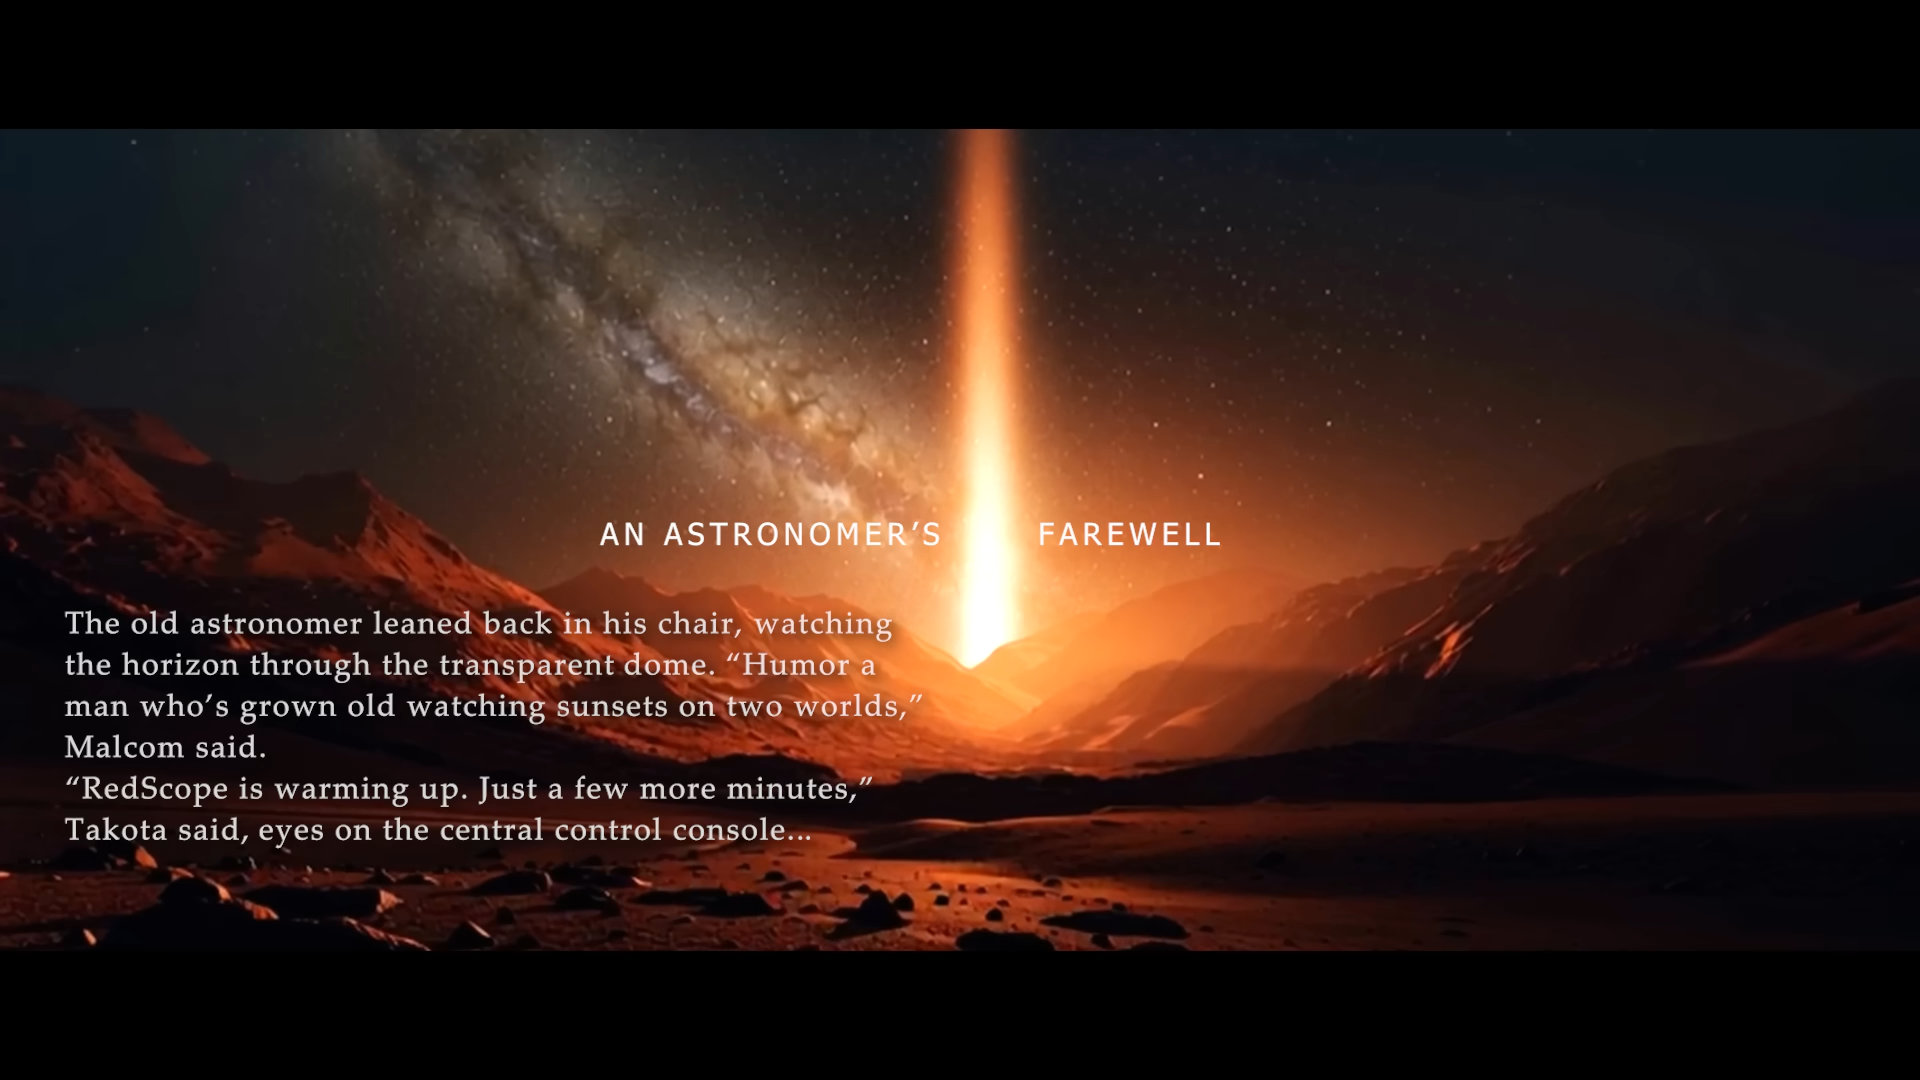 AN ASTRONOMER’S FAREWELL
The old astronomer leaned back in his chair, watching
the horizon through the transparent dome. “Humor a
man who’s grown old watching sunsets on two worlds,”
Malcom said.
“RedScope is warming up. Just a few more minutes,”
Takota said, eyes on the central control console...